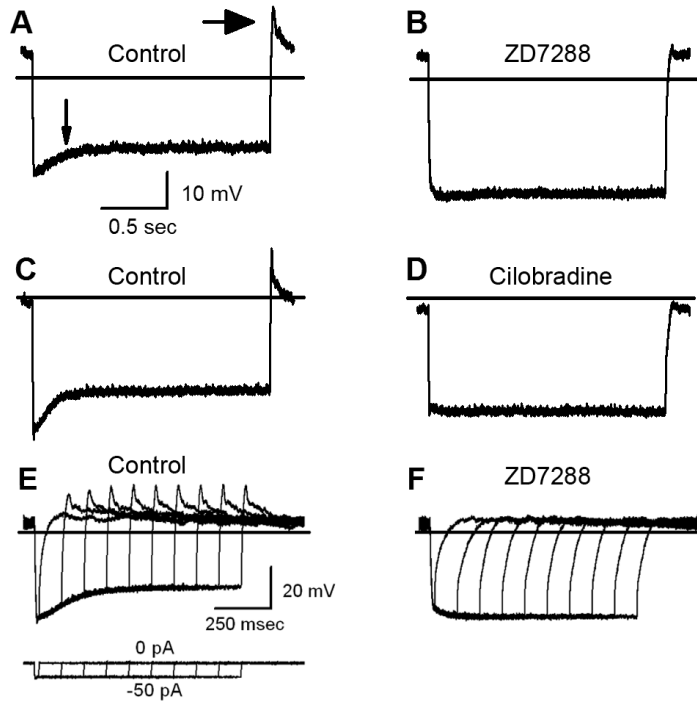 A
Control
B
ZD7288
10 mV
0.5 sec
C
Control
D
Cilobradine
E
Control
F
ZD7288
20 mV
250 msec
0 pA
-50 pA